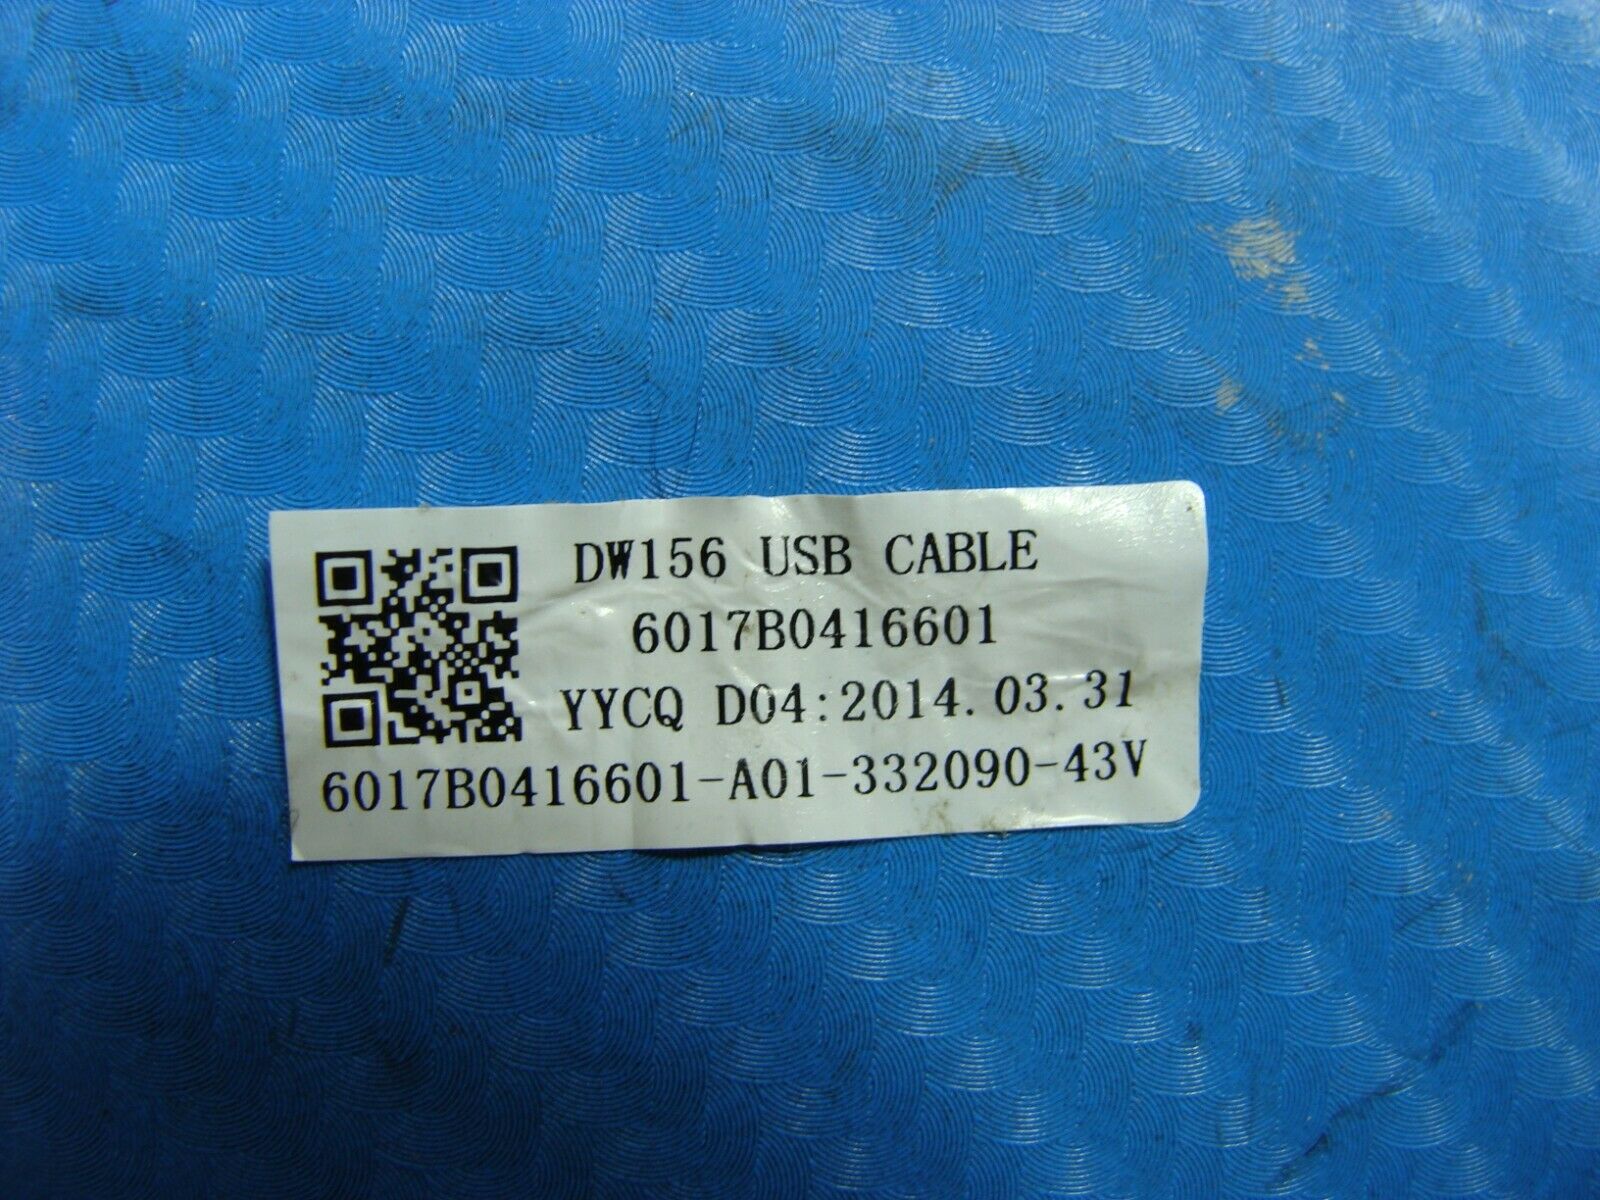 DW156 USB CABLE
6017B0416601
YYCQ D04:2014.03.31
6017B0416601-A01-332090-43V